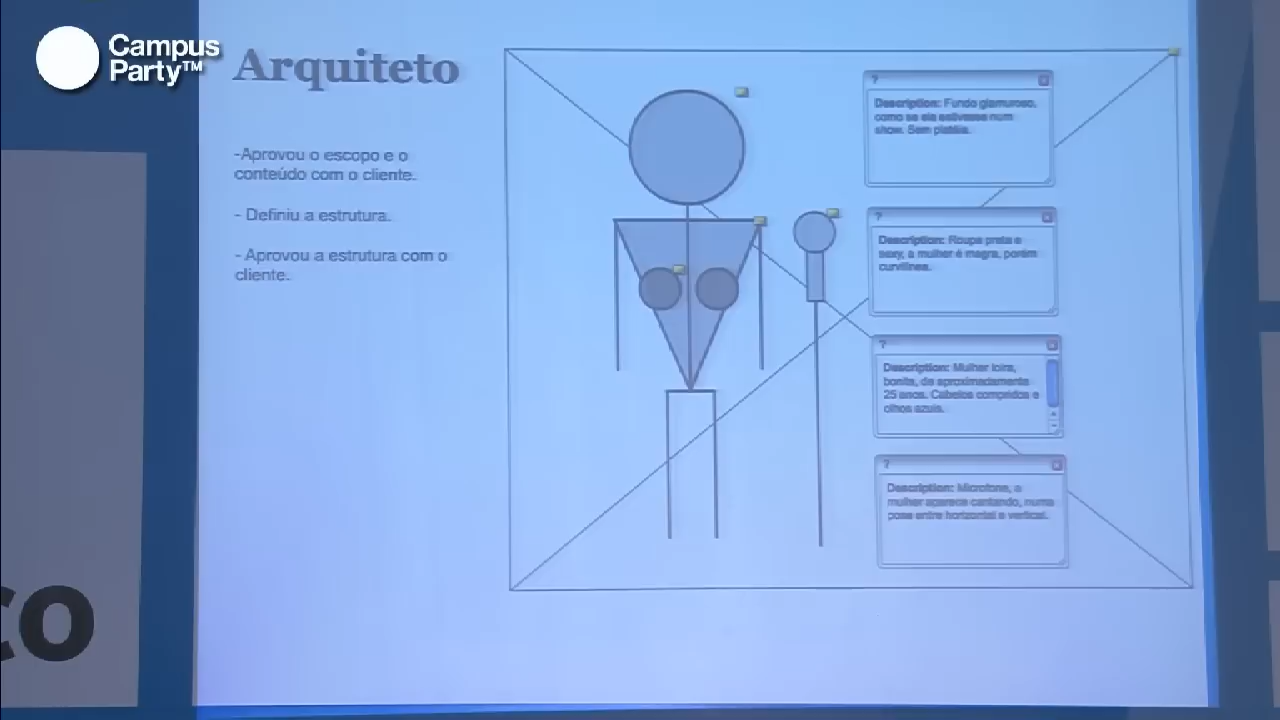 Campus
Party™
Arquiteto
-Aprovou o escopo e o
conteúdo com o cliente.
- Definiu a estrutura.
- Aprovou a estrutura com o
cliente.
?
Description: Fundo glamuroso,
como se ela estivesse num
show. Sem platéia.
?
Description: Roupa preta e
sexy, a mulher é magra, porém
curvilínea.
?
Description: Mulher loira,
bonita, de aproximadamente
25 anos. Cabelos compridos e
olhos azuis.
?
Description: Microfone, a
mulher aparece cantando, numa
pose entre horizontal e vertical.
co